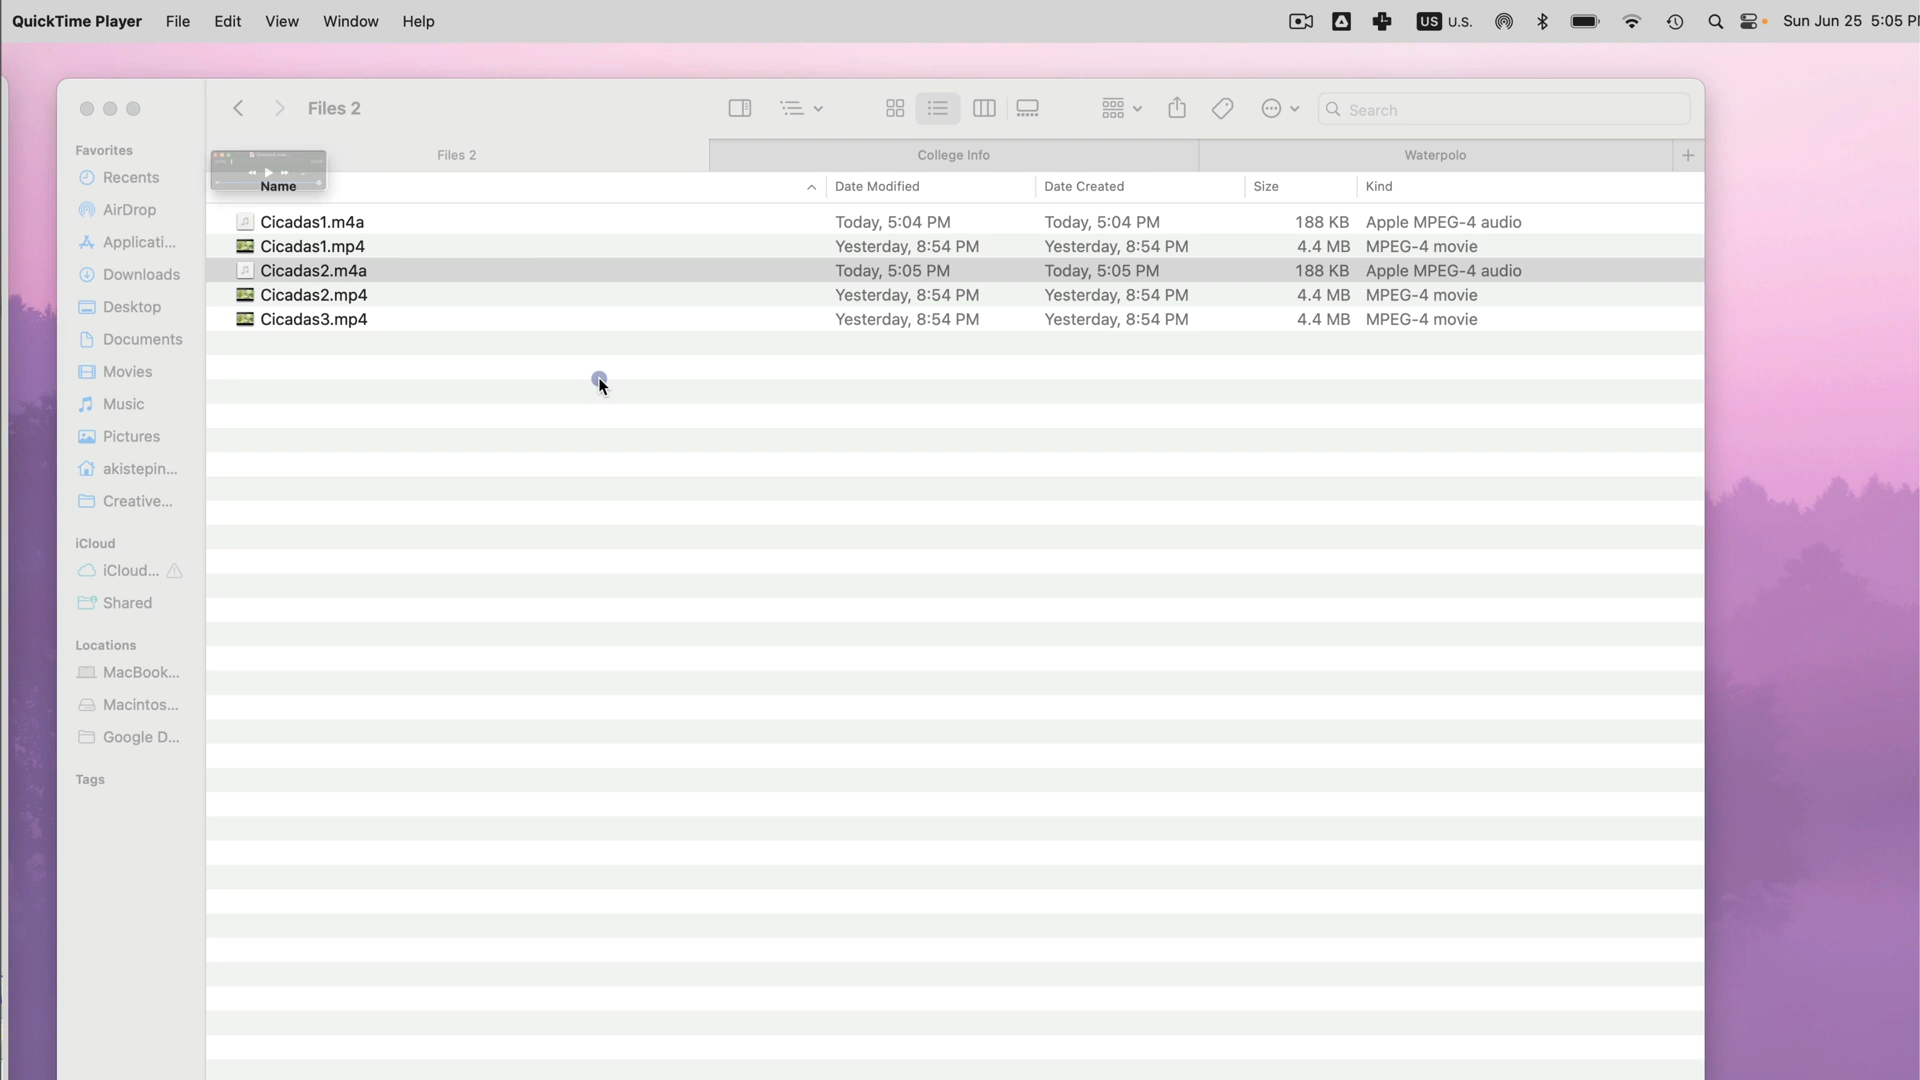 QuickTime Player File Edit View Window Help US U.S. Sun Jun 25 5:05
Files 2 Search
Files 2 College Info Waterpolo
Name Date Modified Date Created Size Kind
Cicadas1.m4a Today, 5:04 PM Today, 5:04 PM 188 KB Apple MPEG-4 audio
Cicadas1.mp4 Yesterday, 8:54 PM Yesterday, 8:54 PM 4.4 MB MPEG-4 movie
Cicadas2.m4a Today, 5:05 PM Today, 5:05 PM 188 KB Apple MPEG-4 audio
Cicadas2.mp4 Yesterday, 8:54 PM Yesterday, 8:54 PM 4.4 MB MPEG-4 movie
Cicadas3.mp4 Yesterday, 8:54 PM Yesterday, 8:54 PM 4.4 MB MPEG-4 movie
Favorites
Recents
AirDrop
Applicati...
Downloads
Desktop
Documents
Movies
Music
Pictures
akistepin...
Creative...
iCloud
iCloud...
Shared
Locations
MacBook...
Macintos...
Google D...
Tags